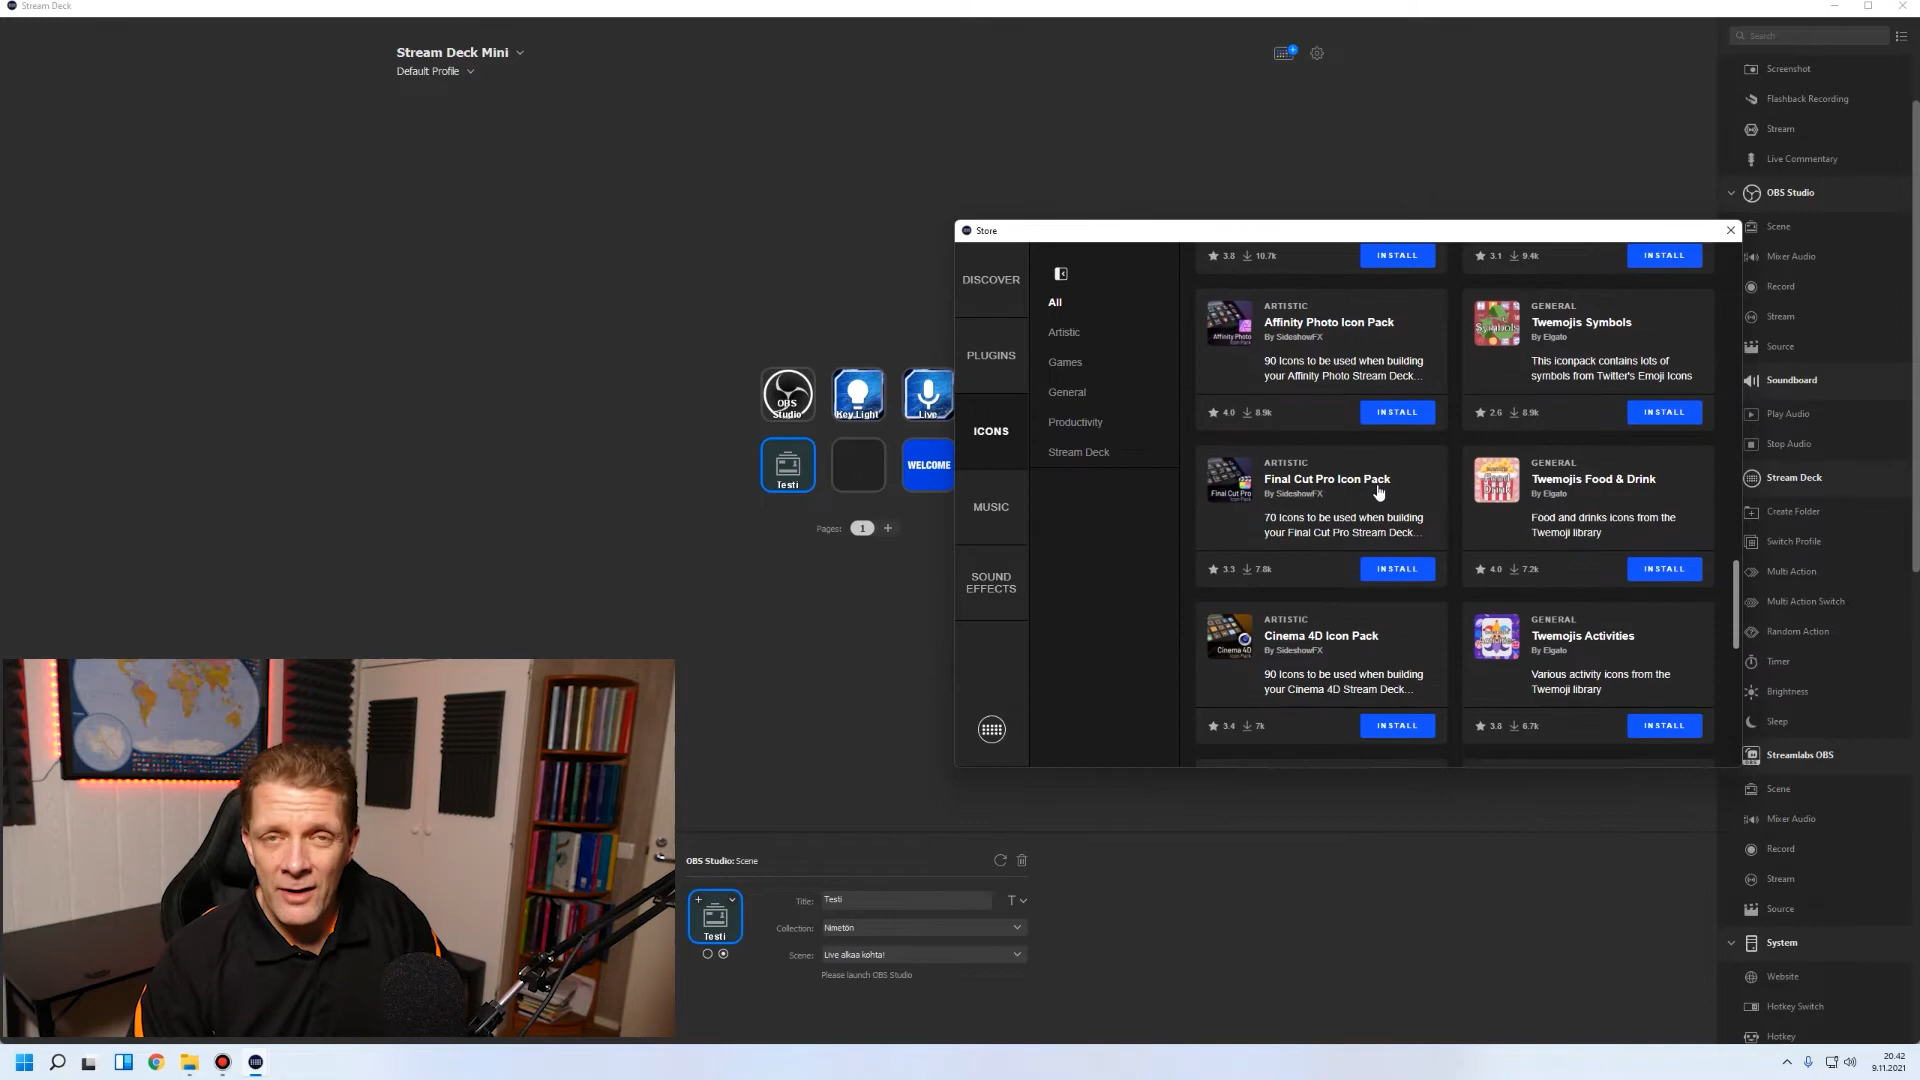 Stream Deck
Stream Deck Mini
Default Profile
Search
Screenshot
Flashback Recording
Stream
Live Commentary
OBS Studio
Scene
Mixer Audio
Record
Stream
Source
Soundboard
Play Audio
Stop Audio
Stream Deck
Create Folder
Switch Profile
Multi Action
Multi Action Switch
Random Action
Timer
Brightness
Sleep
Streamlabs OBS
Scene
Mixer Audio
Record
Stream
Source
System
Website
Hotkey Switch
Hotkey
OBS
Studio
Key Light
Live
Testi
WELCOME
Pages:
1
Store
DISCOVER
PLUGINS
ICONS
MUSIC
SOUND
EFFECTS
All
Artistic
Games
General
Productivity
Stream Deck
3.8 10.7k INSTALL
3.1 9.4k INSTALL
Affinity Photo
ARTISTIC
Affinity Photo Icon Pack
By SideshowFX
90 Icons to be used when building
your Affinity Photo Stream Deck...
4.0 8.9k INSTALL
Symbols
GENERAL
Twemojis Symbols
By Elgato
This iconpack contains lots of
symbols from Twitter's Emoji Icons
2.6 8.9k INSTALL
Final Cut Pro
ARTISTIC
Final Cut Pro Icon Pack
By SideshowFX
70 Icons to be used when building
your Final Cut Pro Stream Deck...
3.3 7.8k INSTALL
GENERAL
Twemojis Food & Drink
By Elgato
Food and drinks icons from the
Twemoji library
4.0 7.2k INSTALL
Cinema 4D
ARTISTIC
Cinema 4D Icon Pack
By SideshowFX
90 Icons to be used when building
your Cinema 4D Stream Deck...
3.4 7k INSTALL
GENERAL
Twemojis Activities
By Elgato
Various activity icons from the
Twemoji library
3.8 6.7k INSTALL
OBS Studio: Scene
Testi
Title: Testi
T
Collection: Nimetön
Scene: Live alkaa kohta!
Please launch OBS Studio
20.42
9.11.2021